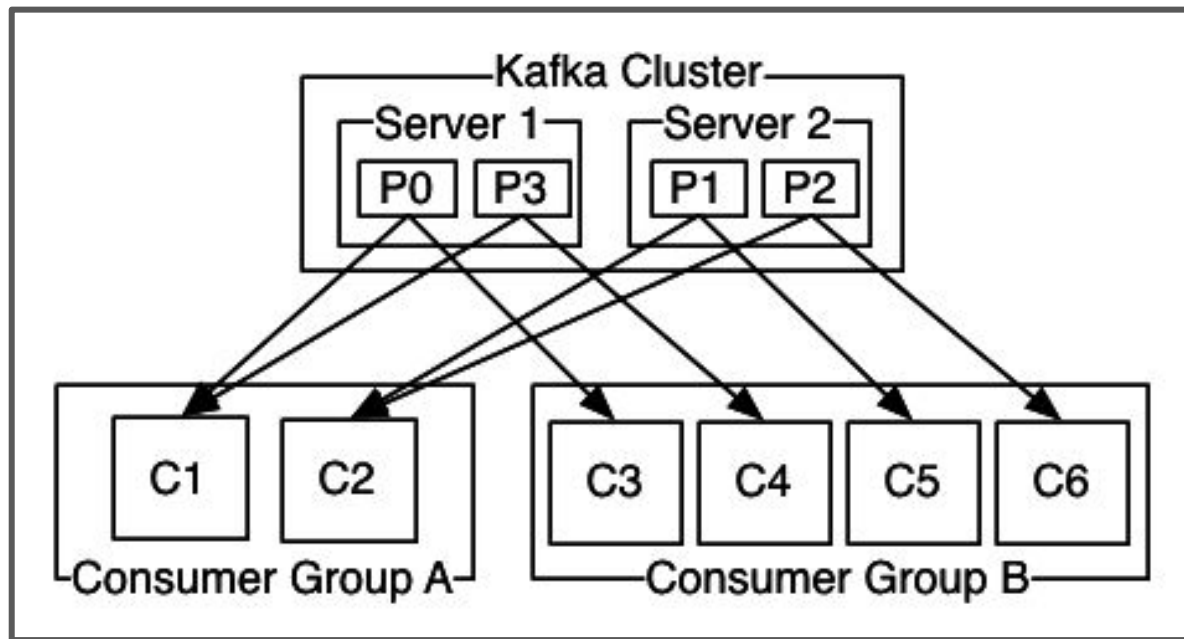 Kafka Cluster
Server 1 Server 2
P0 P3 P1 P2
C1 C2 C3 C4 C5 C6
Consumer Group A Consumer Group B